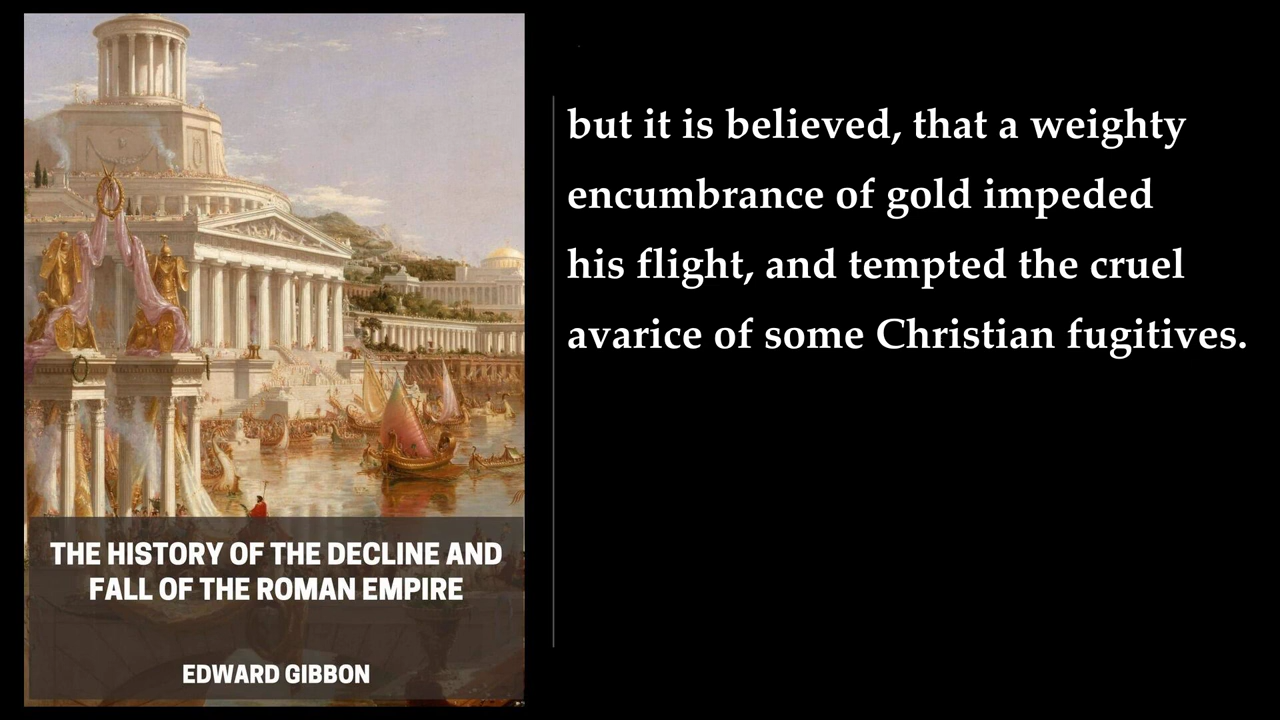 but it is believed, that a weighty
encumbrance of gold impeded
his flight, and tempted the cruel
avarice of some Christian fugitives.
THE HISTORY OF THE DECLINE AND
FALL OF THE ROMAN EMPIRE
EDWARD GIBBON